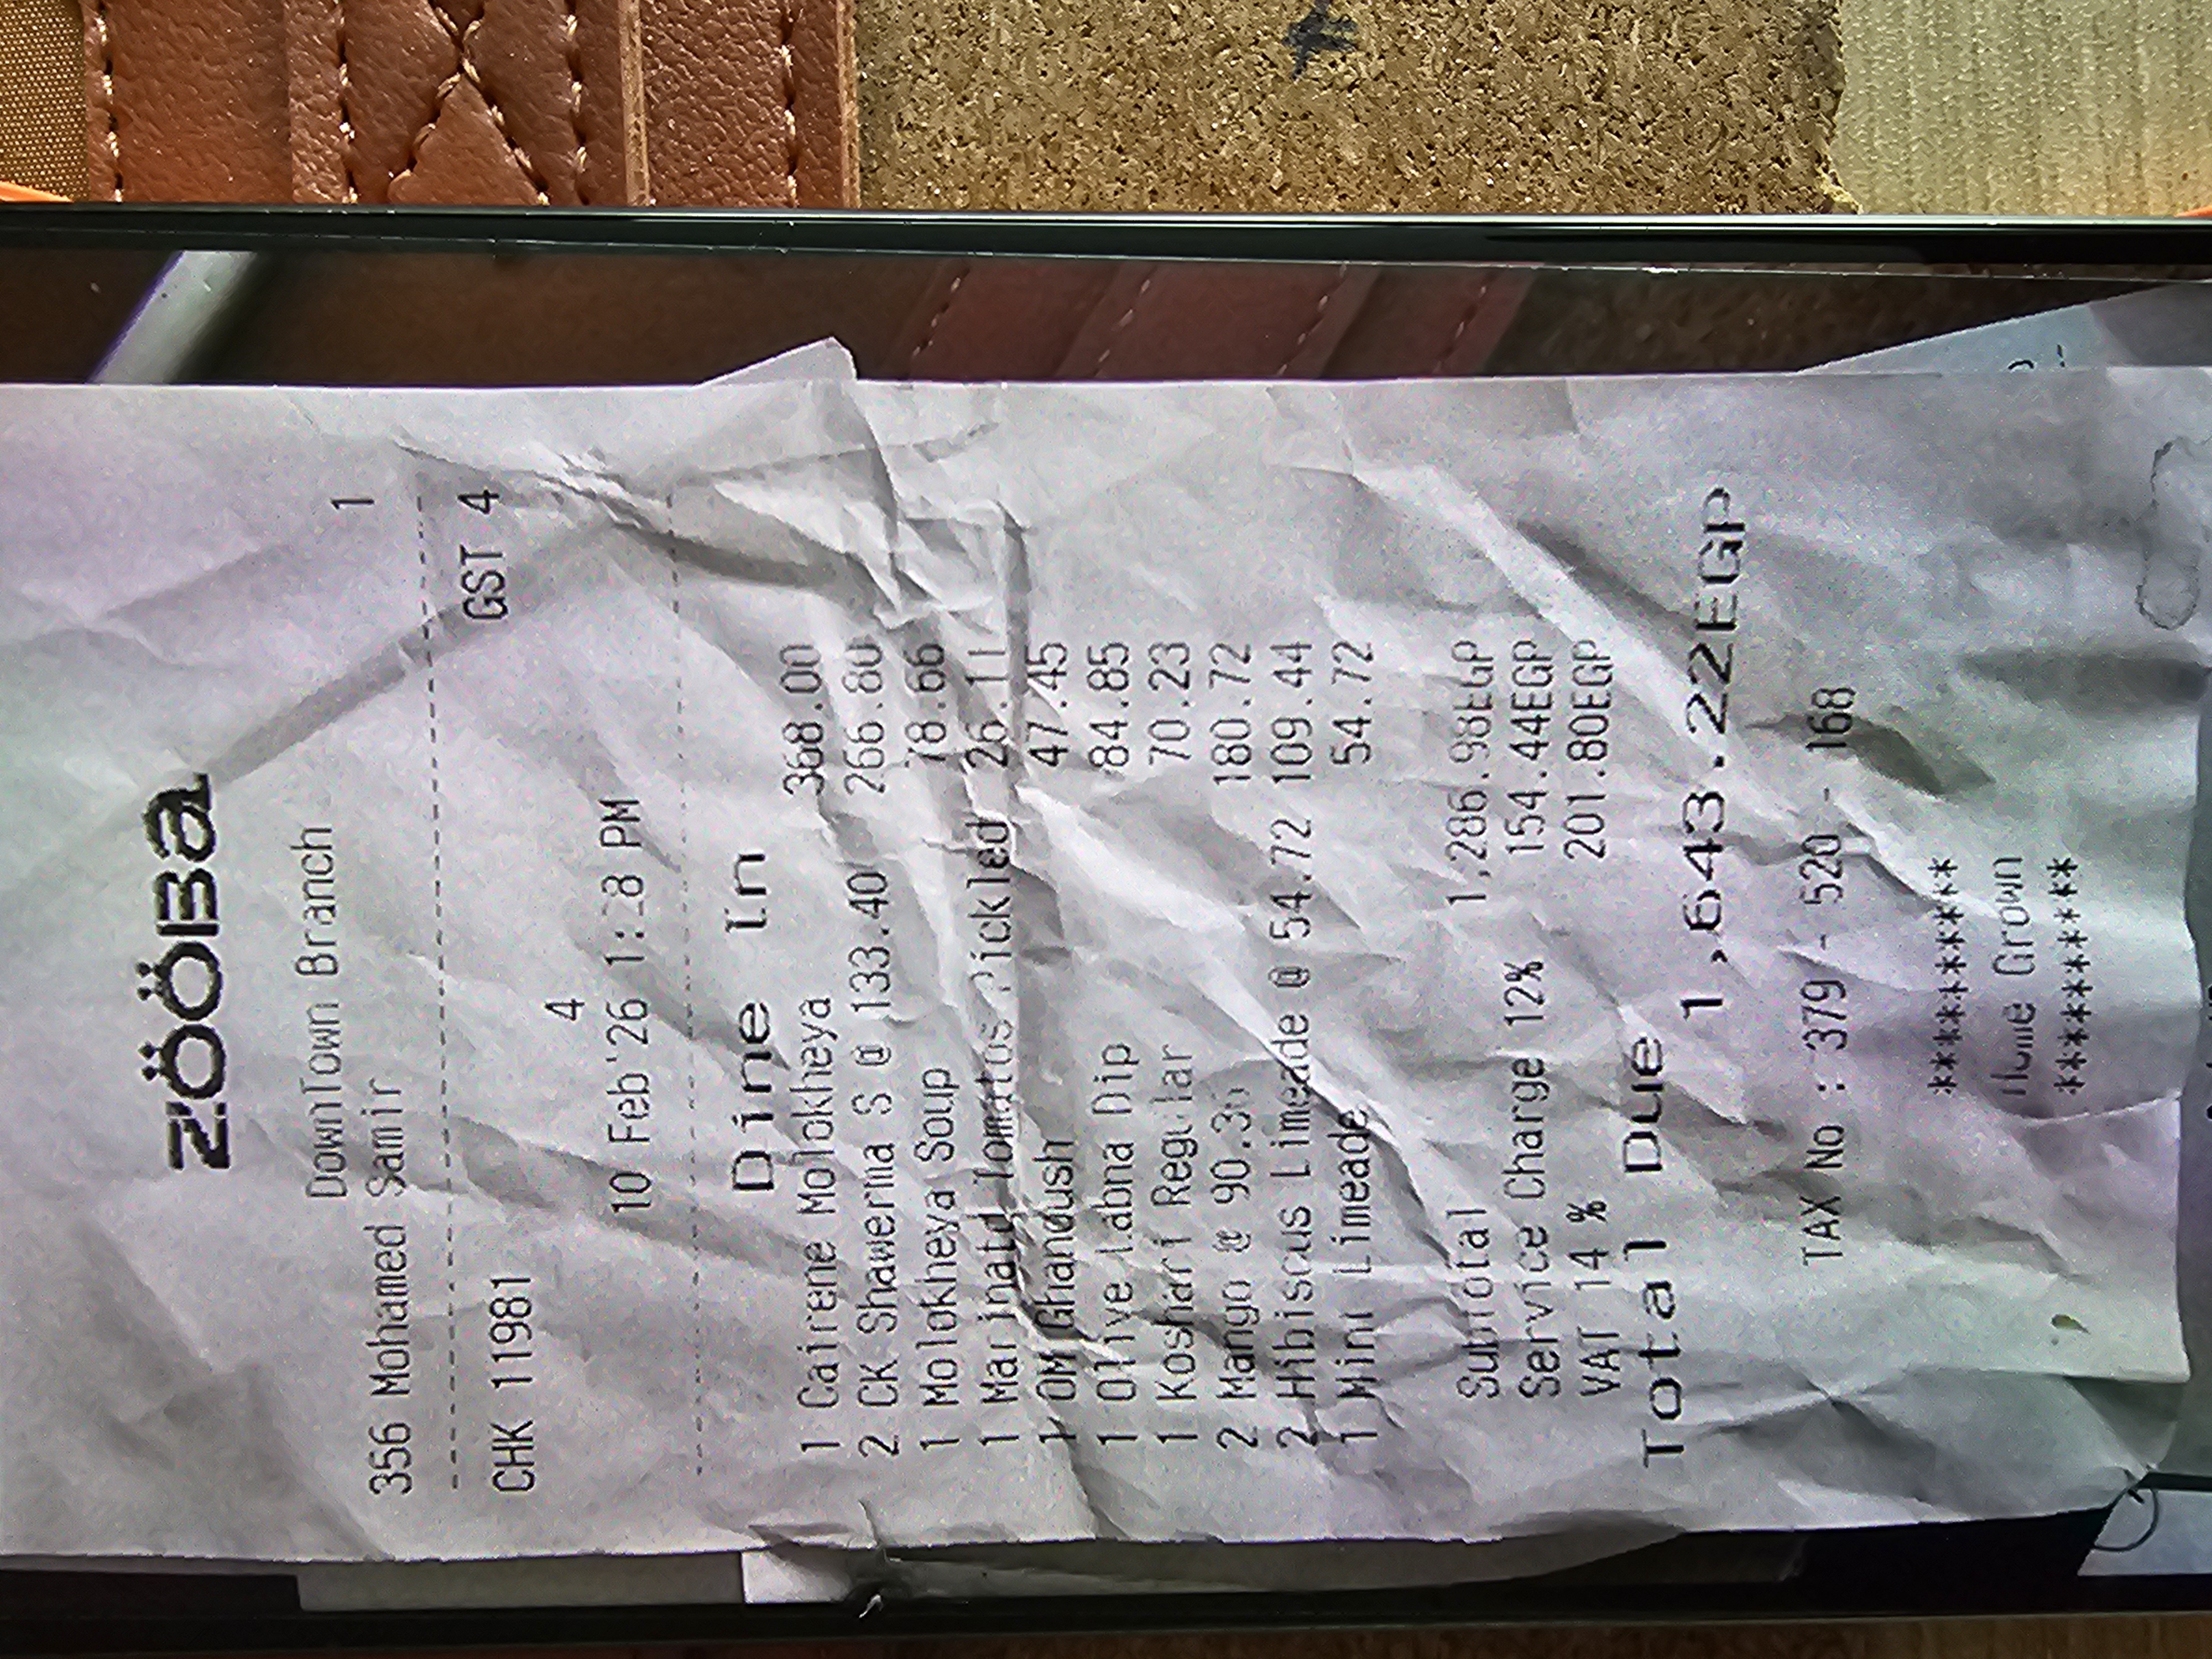 ZÖÖBa
DownTown Branch
1
356 Mohamed Samir
CHK 11981 GST 4
4
10 Feb'26 PM
Dine In
1 Cairene Molokheya 368.00
2 CK Shawerma S @ 133.40 266.80
1 Molokheya Soup 78.66
1 Marinatd Tomatos Pickled 26.11
1 OM Ghandush 47.45
1 Olive Labna Dip 84.85
1 Koshari Regular 70.23
2 Mango @ 90.36 180.72
2 Hibiscus Limeade @ 54.72 109.44
1 Mint Limeade 54.72
Subtotal 1,286.98EGP
Service Charge 12% 154.44EGP
VAT 14 % 201.80EGP
Total Due
1,643.22EGP
TAX No : 379 - 520 - 168
**********
Home Grown
**********